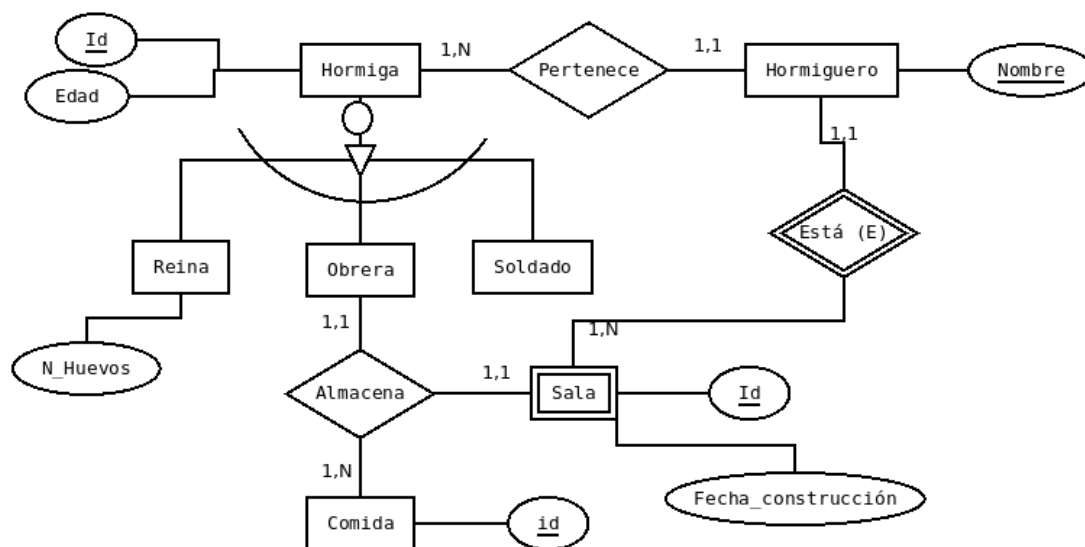 Id
1,N
1,1
Hormiga
Pertenece
Hormiguero
Nombre
Edad
1,1
Está (E)
Reina
Obrera
Soldado
1,1
1,N
N_Huevos
1,1
Almacena
Sala
Id
1,N
Fecha_construcción
Comida
id